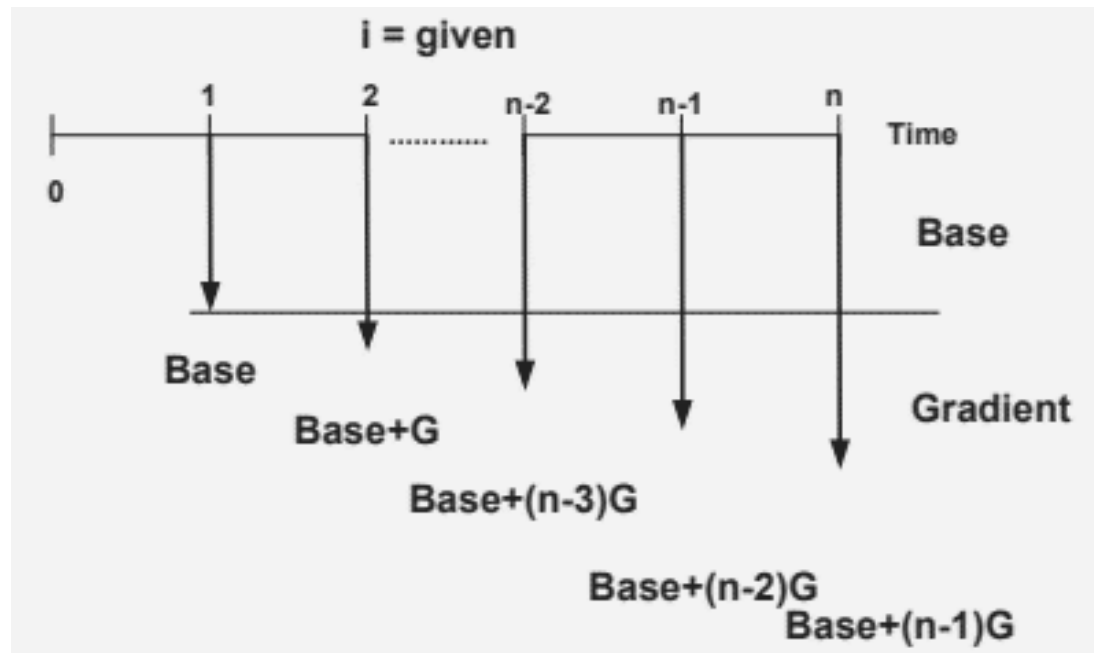 i = given
1
2
n-2
n-1
n
Time
0
Base
Base
Gradient
Base+G
Base+(n-3)G
Base+(n-2)G
Base+(n-1)G